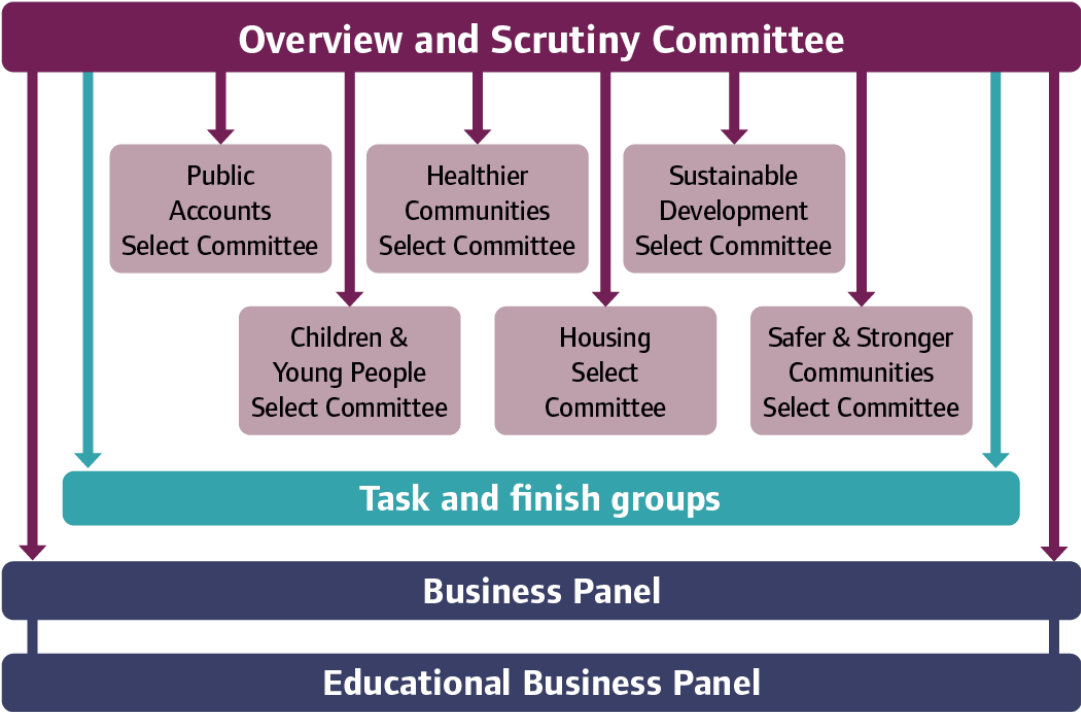 Overview and Scrutiny Committee
Public
Accounts
Select Committee
Healthier
Communities
Select Committee
Sustainable
Development
Select Committee
Children &
Young People
Select Committee
Housing
Select
Committee
Safer & Stronger
Communities
Select Committee
Task and finish groups
Business Panel
Educational Business Panel